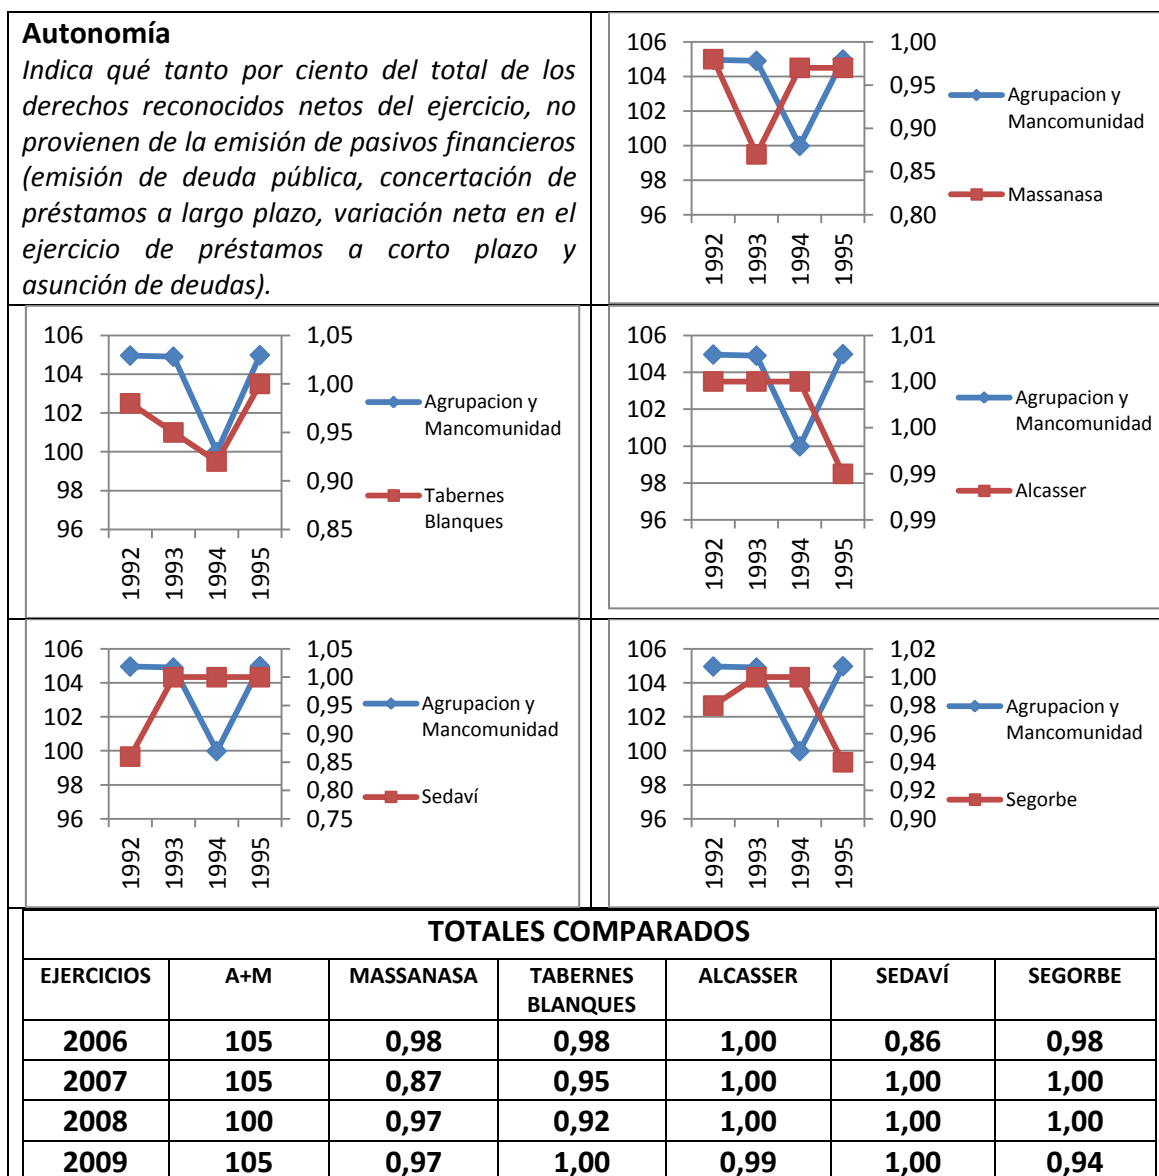 Autonomía
Indica qué tanto por ciento del total de los
derechos reconocidos netos del ejercicio, no
provienen de la emisión de pasivos financieros
(emisión de deuda pública, concertación de
préstamos a largo plazo, variación neta en el
ejercicio de préstamos a corto plazo y
asunción de deudas).
106
104
102
100
98
96
1,00
0,95
0,90
0,85
0,80
1992
1993
1994
1995
Agrupacion y
Mancomunidad
Massanasa
106
104
102
100
98
96
1,05
1,00
0,95
0,90
0,85
1992
1993
1994
1995
Agrupacion y
Mancomunidad
Tabernes
Blanques
106
104
102
100
98
96
1,01
1,00
1,00
0,99
0,99
1992
1993
1994
1995
Agrupacion y
Mancomunidad
Alcasser
106
104
102
100
98
96
1,05
1,00
0,95
0,90
0,85
0,80
0,75
1992
1993
1994
1995
Agrupacion y
Mancomunidad
Sedaví
106
104
102
100
98
96
1,02
1,00
0,98
0,96
0,94
0,92
0,90
1992
1993
1994
1995
Agrupacion y
Mancomunidad
Segorbe
TOTALES COMPARADOS
EJERCICIOS A+M MASSANASA TABERNES BLANQUES ALCASSER SEDAVÍ SEGORBE
2006 105 0,98 0,98 1,00 0,86 0,98
2007 105 0,87 0,95 1,00 1,00 1,00
2008 100 0,97 0,92 1,00 1,00 1,00
2009 105 0,97 1,00 0,99 1,00 0,94